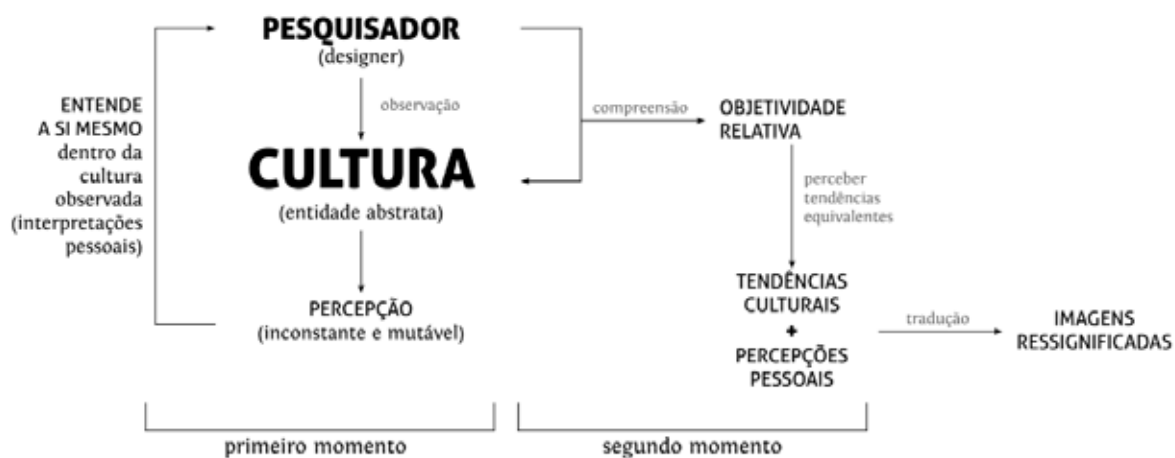 PESQUISADOR
(designer)
observação
CULTURA
(entidade abstrata)
PERCEPÇÃO
(inconstante e mutável)
ENTENDE
A SI MESMO
dentro da
cultura
observada
(interpretações
pessoais)
primeiro momento
compreensão
OBJETIVIDADE
RELATIVA
perceber
tendências
equivalentes
TENDÊNCIAS
CULTURAIS
+
PERCEPÇÕES
PESSOAIS
segundo momento
tradução
IMAGENS
RESSIGNIFICADAS